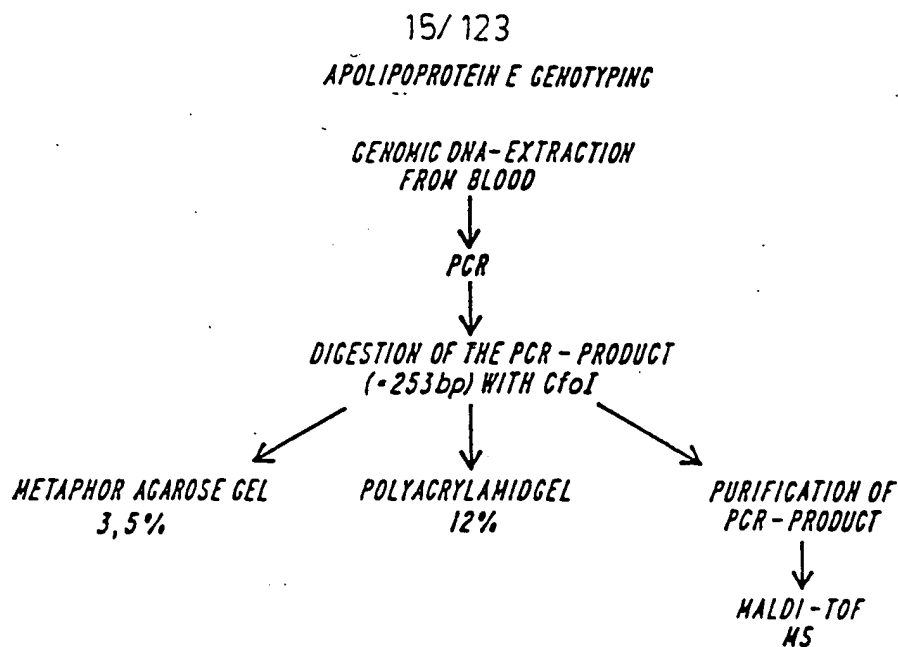 15/123
APOLIPOPROTEIN E GENOTYPING
GENOMIC DNA-EXTRACTION
FROM BLOOD
PCR
DIGESTION OF THE PCR-PRODUCT
(=253bp) WITH CfoI
METAPHOR AGAROSE GEL
3,5%
POLYACRYLAMIDGEL
12%
PURIFICATION OF
PCR-PRODUCT
MALDI-TOF
MS